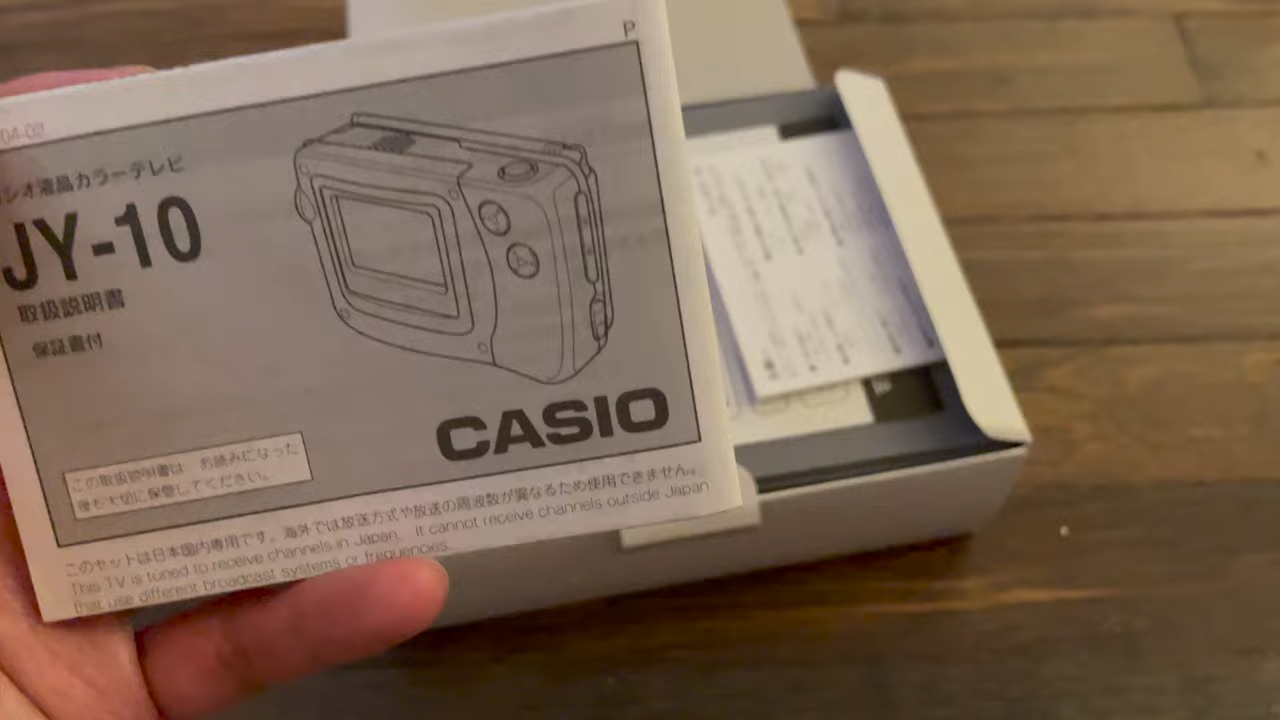 P
04-02
シオ液晶カラーテレビ
JY-10
取扱説明書
保証書付
CASIO
この取扱説明書は お読みになった
後も大切に保管してください。
このセットは日本国内専用です。海外では放送方式や放送の周波数が異なるため使用できません。
This TV is tuned to receive channels in Japan. It cannot receive channels outside Japan
that use different broadcast systems or frequencies.